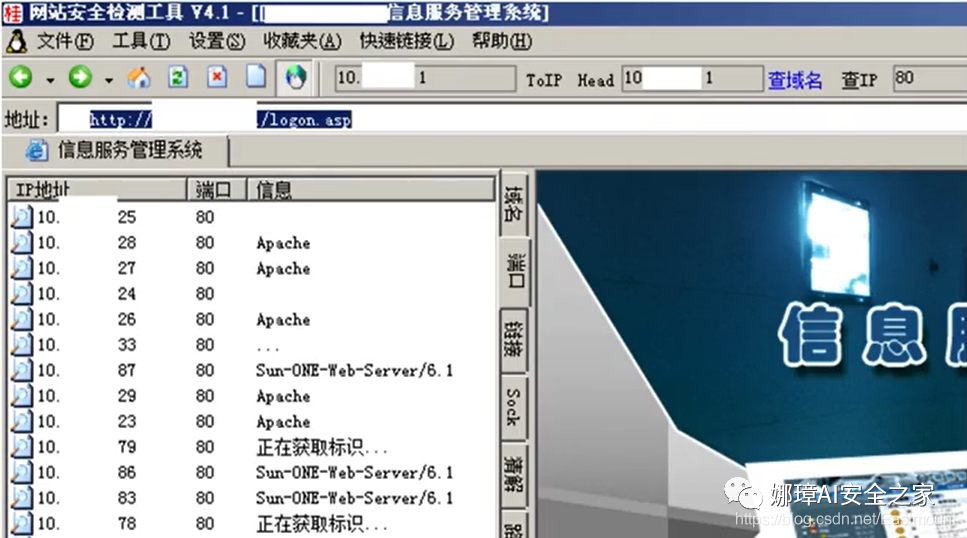 桂 网站安全检测工具 V4.1 - [[ 信息服务管理系统]
文件(F) 工具(T) 设置(S) 收藏夹(A) 快速链接(L) 帮助(H)
10. 1 ToIP Head 10 1 查域名 查IP 80
地址: http:// /logon.asp
信息服务管理系统
IP地址 端口 信息
10. 25 80
10. 28 80 Apache
10. 27 80 Apache
10. 24 80
10. 26 80 Apache
10. 33 80 ...
10. 87 80 Sun-ONE-Web-Server/6.1
10. 29 80 Apache
10. 23 80 Apache
10. 79 80 正在获取标识...
10. 86 80 Sun-ONE-Web-Server/6.1
10. 83 80 Sun-ONE-Web-Server/6.1
10. 78 80 正在获取标识...
域名
端口
链接
Sock
猜解
信息服
娜璋AI安全之家
https://blog.csdn.net/Eastmount